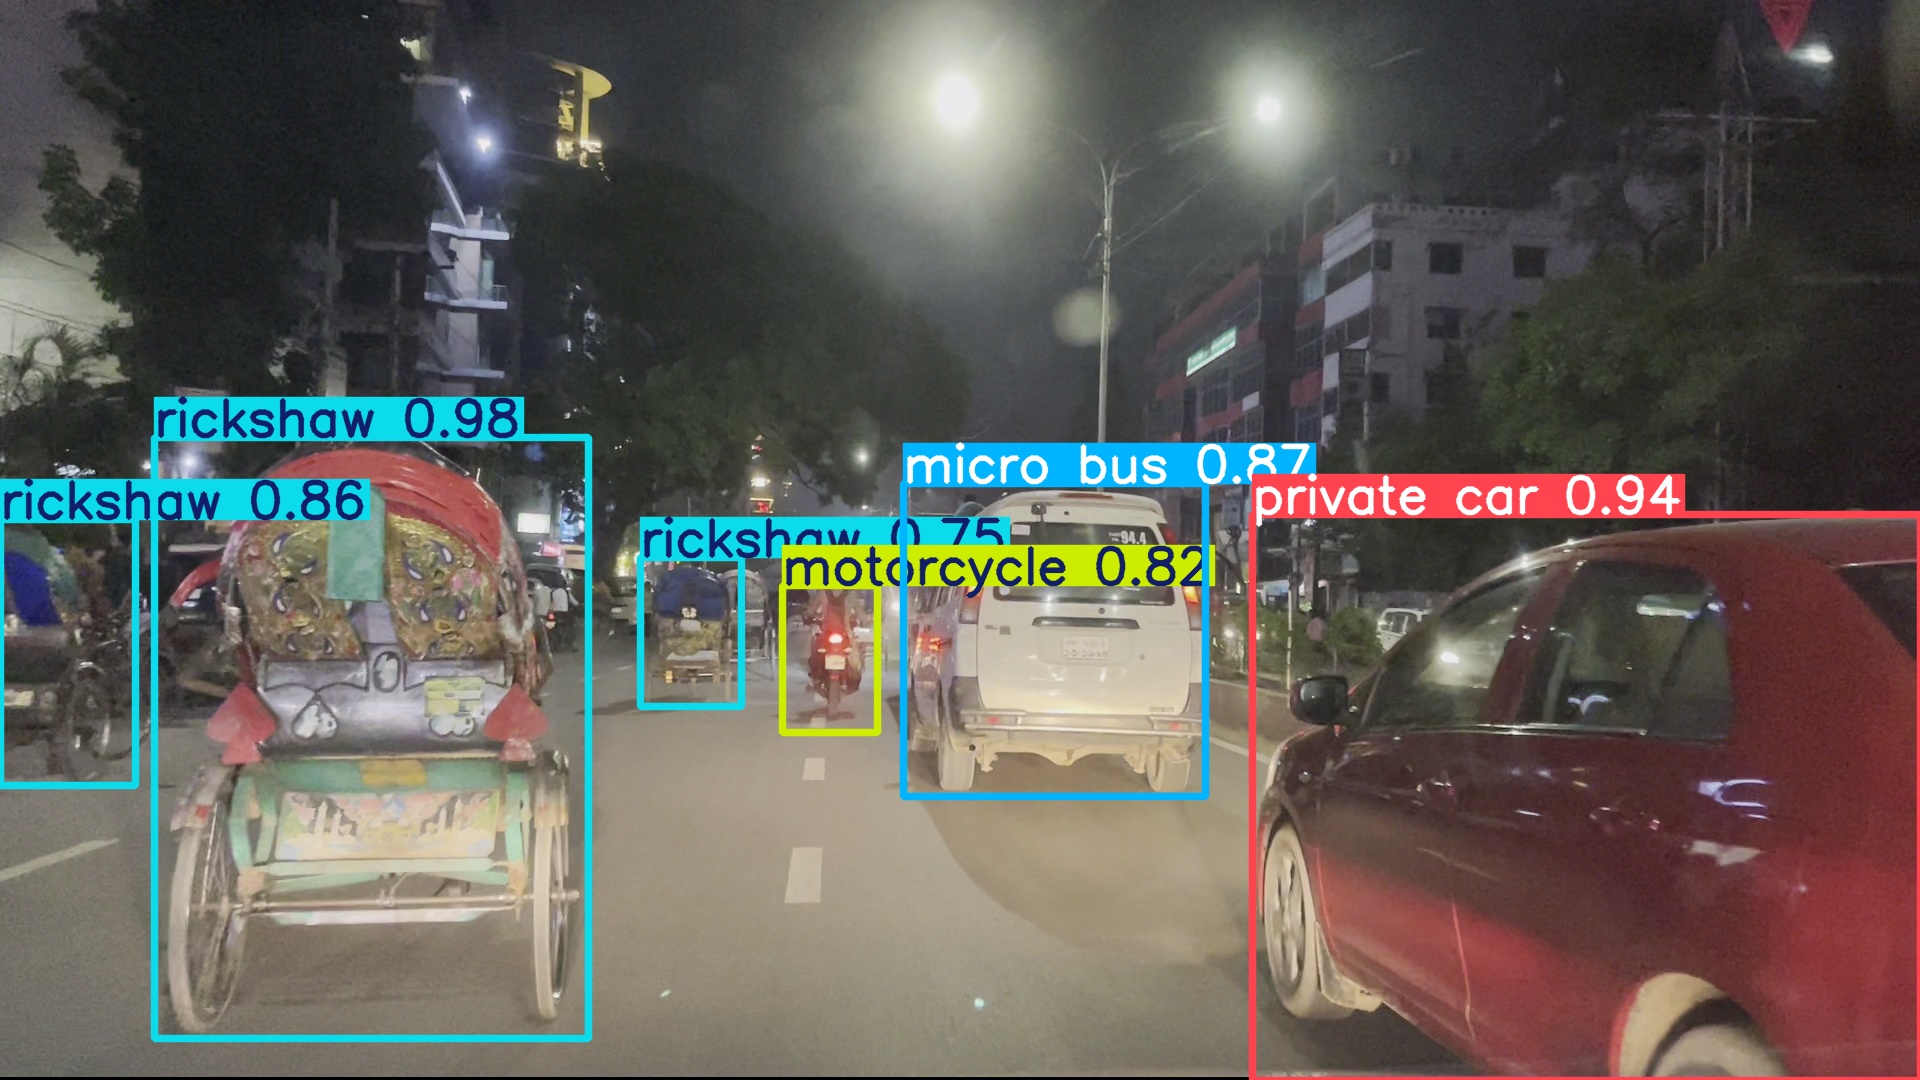 rickshaw 0.98
micro bus 0.87
private car 0.94
rickshaw 0.86
rickshaw 0.75
94.4
motorcycle 0.82